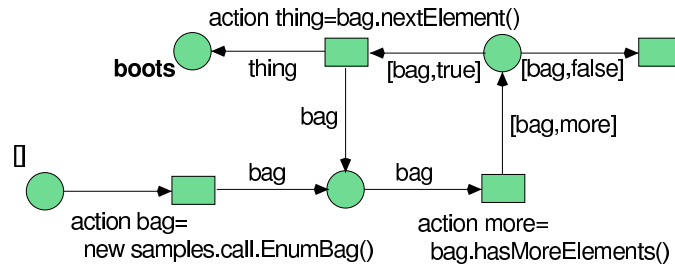 action thing=bag.nextElement()
boots
thing
[bag,true]
[bag,false]
bag
[bag,more]
[]
bag
bag
action bag=
new samples.call.EnumBag()
action more=
bag.hasMoreElements()